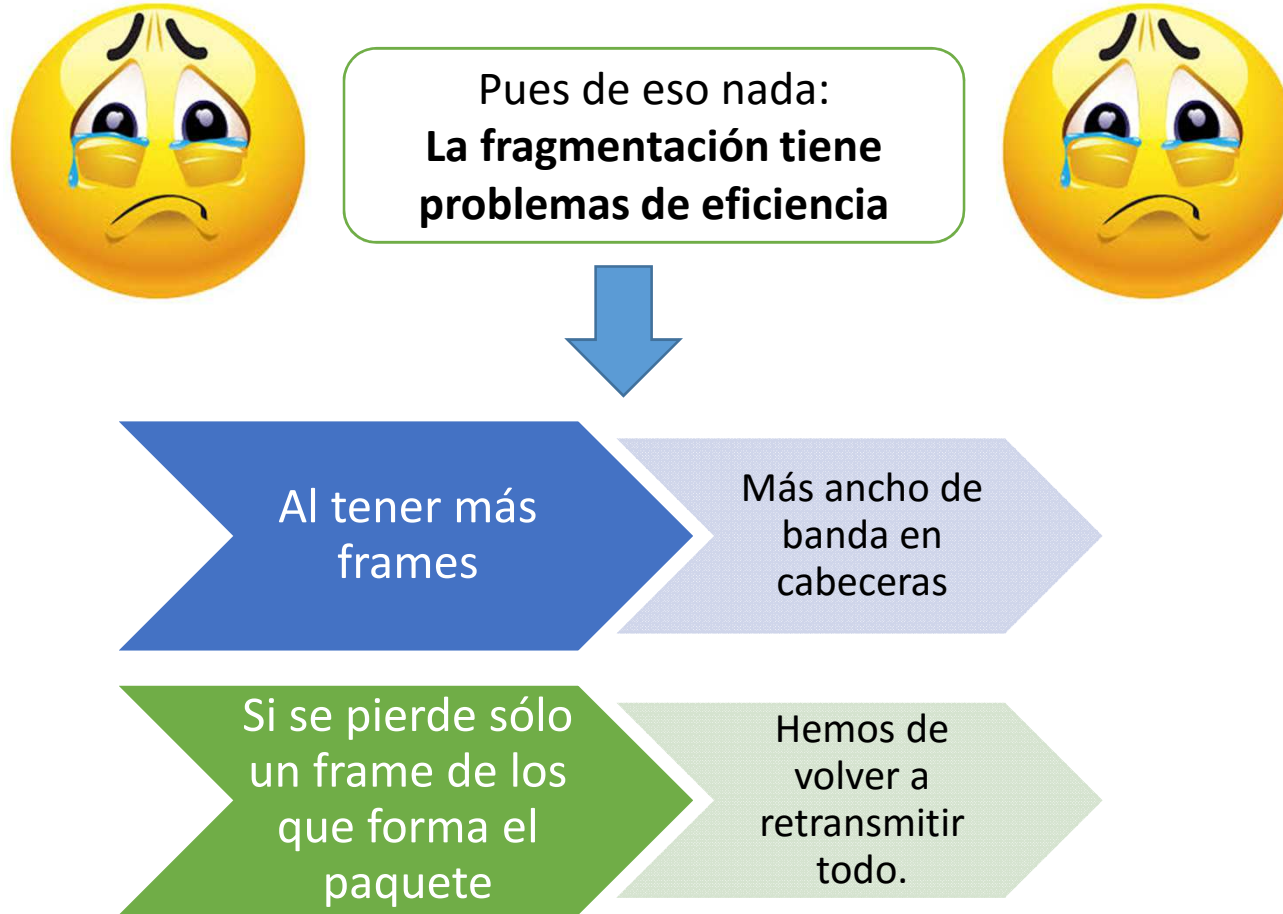 Pues de eso nada:
La fragmentación tiene
problemas de eficiencia
Al tener más
frames
Más ancho de
banda en
cabeceras
Si se pierde sólo
un frame de los
que forma el
paquete
Hemos de
volver a
retransmitir
todo.